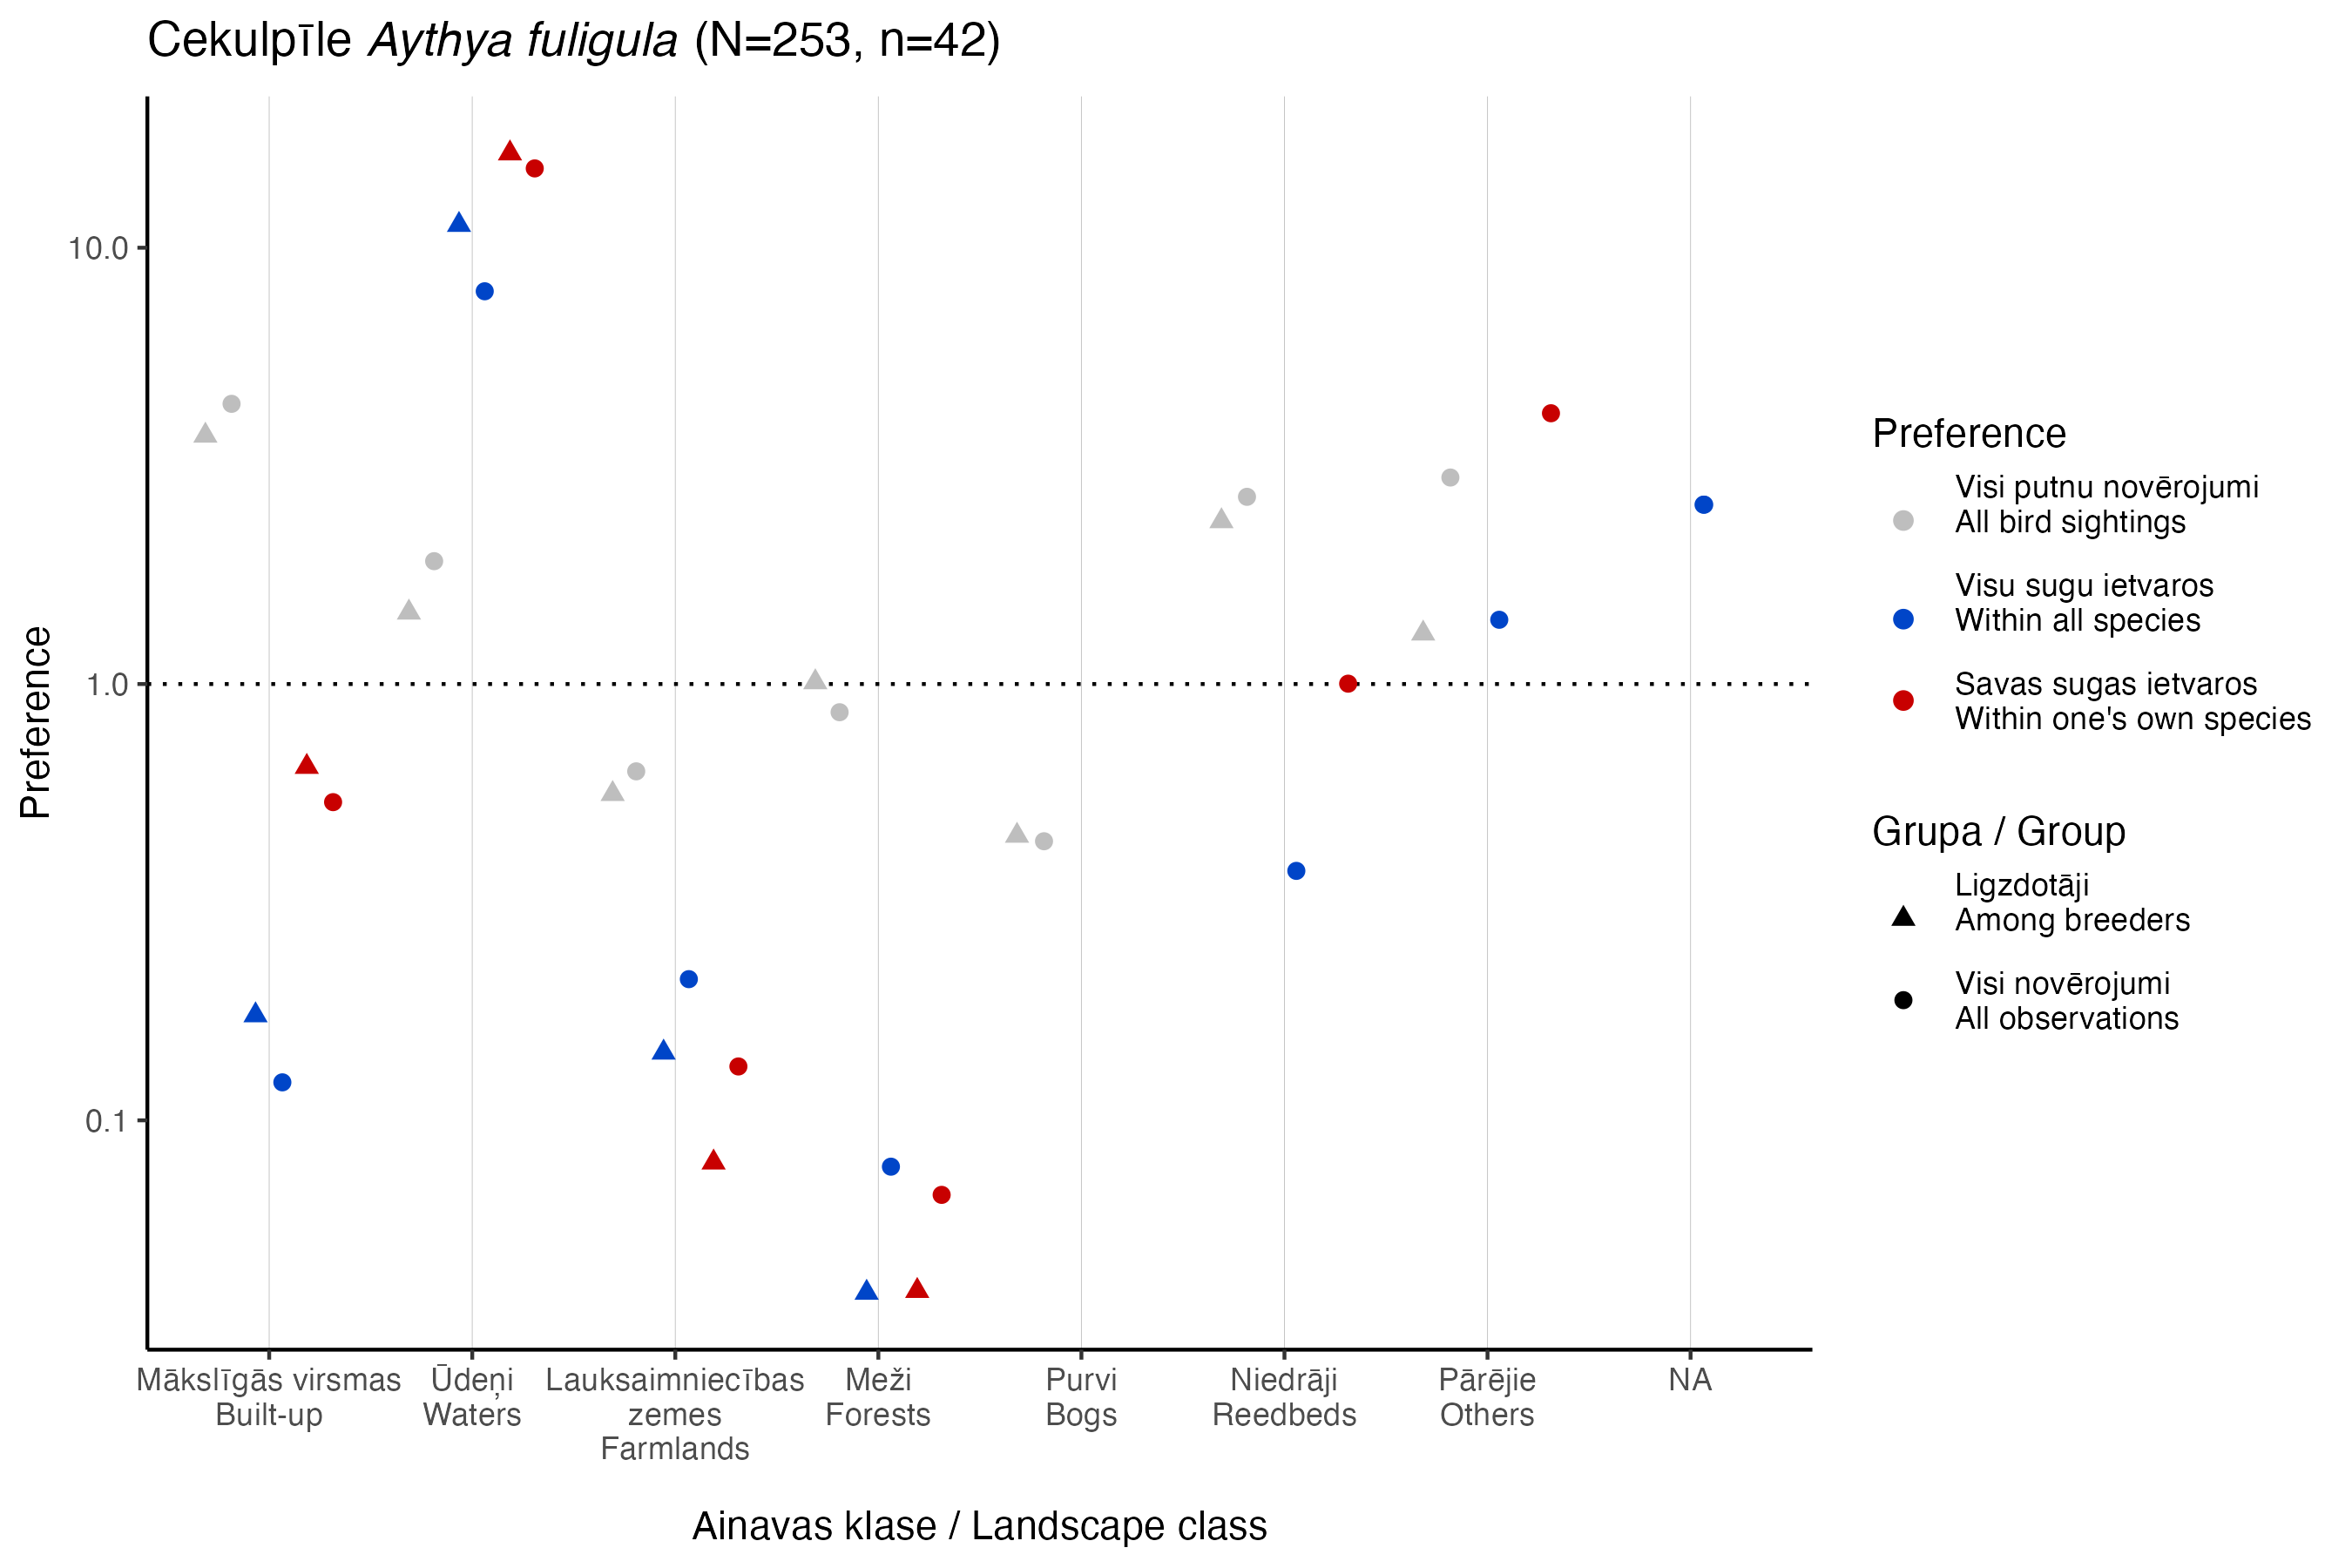 Cekulpīle Aythya fuligula (N=253, n=42)
Preference
10.0
1.0
0.1
Mākslīgās virsmas
Built-up
Ūdeņi
Waters
Lauksaimniecības
zemes
Farmlands
Meži
Forests
Purvi
Bogs
Niedrāji
Reedbeds
Pārējie
Others
NA
Ainavas klase / Landscape class
Preference
Visi putnu novērojumi
All bird sightings
Visu sugu ietvaros
Within all species
Savas sugas ietvaros
Within one's own species
Grupa / Group
Ligzdotāji
Among breeders
Visi novērojumi
All observations